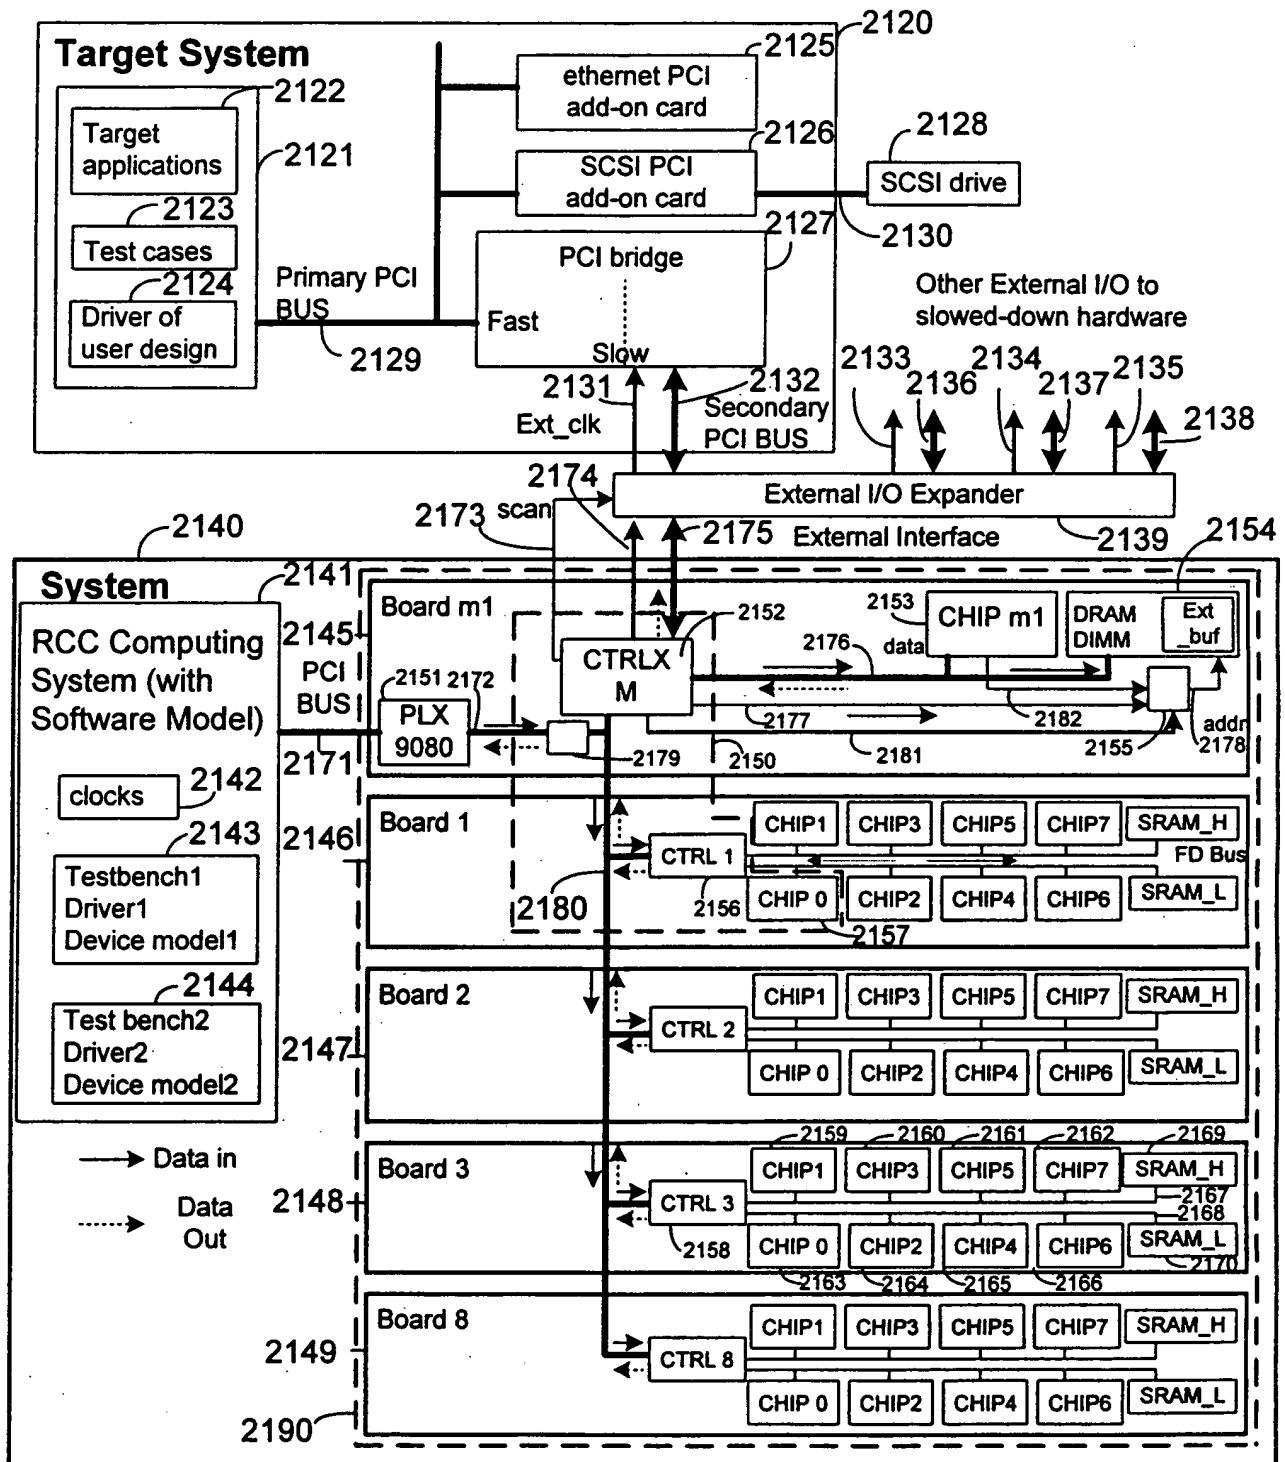 2120
Target System
2125
ethernet PCI
add-on card
2122
2126
2128
Target
applications
2121
SCSI PCI
add-on card
SCSI drive
2123
2127
2130
Test cases
PCI bridge
2124
Primary PCI
BUS
Other External I/O to
slowed-down hardware
Driver of
user design
Fast
2129
Slow
2133
2134
2135
2131
2132
2136
2137
Ext_clk
Secondary
PCI BUS
2138
2174
External I/O Expander
scan
2173
2175
External Interface
2139
2154
2140
System
2141
2145
Board m1
2152
2153
CHIP m1
DRAM
DIMM
Ext
_buf
RCC Computing
System (with
Software Model)
PCI
BUS
2151
2172
CTRLX
M
2176
data
PLX
9080
2177
2182
addr
2171
2179
2150
2181
2155
2178
2142
clocks
2146
Board 1
CHIP1
CHIP3
CHIP5
CHIP7
SRAM_H
2143
CTRL 1
FD Bus
Testbench1
Driver1
Device model1
2180
2156
CHIP 0
CHIP2
CHIP4
CHIP6
SRAM_L
2157
2144
Board 2
CHIP1
CHIP3
CHIP5
CHIP7
SRAM_H
Test bench2
Driver2
Device model2
2147
CTRL 2
CHIP 0
CHIP2
CHIP4
CHIP6
SRAM_L
2159
2160
2161
2162
2169
Data in
Board 3
CHIP1
CHIP3
CHIP5
CHIP7
SRAM_H
2148
CTRL 3
2167
2168
Data
Out
2158
CHIP 0
CHIP2
CHIP4
CHIP6
SRAM_L
2170
2163
2164
2165
2166
Board 8
CHIP1
CHIP3
CHIP5
CHIP7
SRAM_H
2149
CTRL 8
CHIP 0
CHIP2
CHIP4
CHIP6
SRAM_L
2190